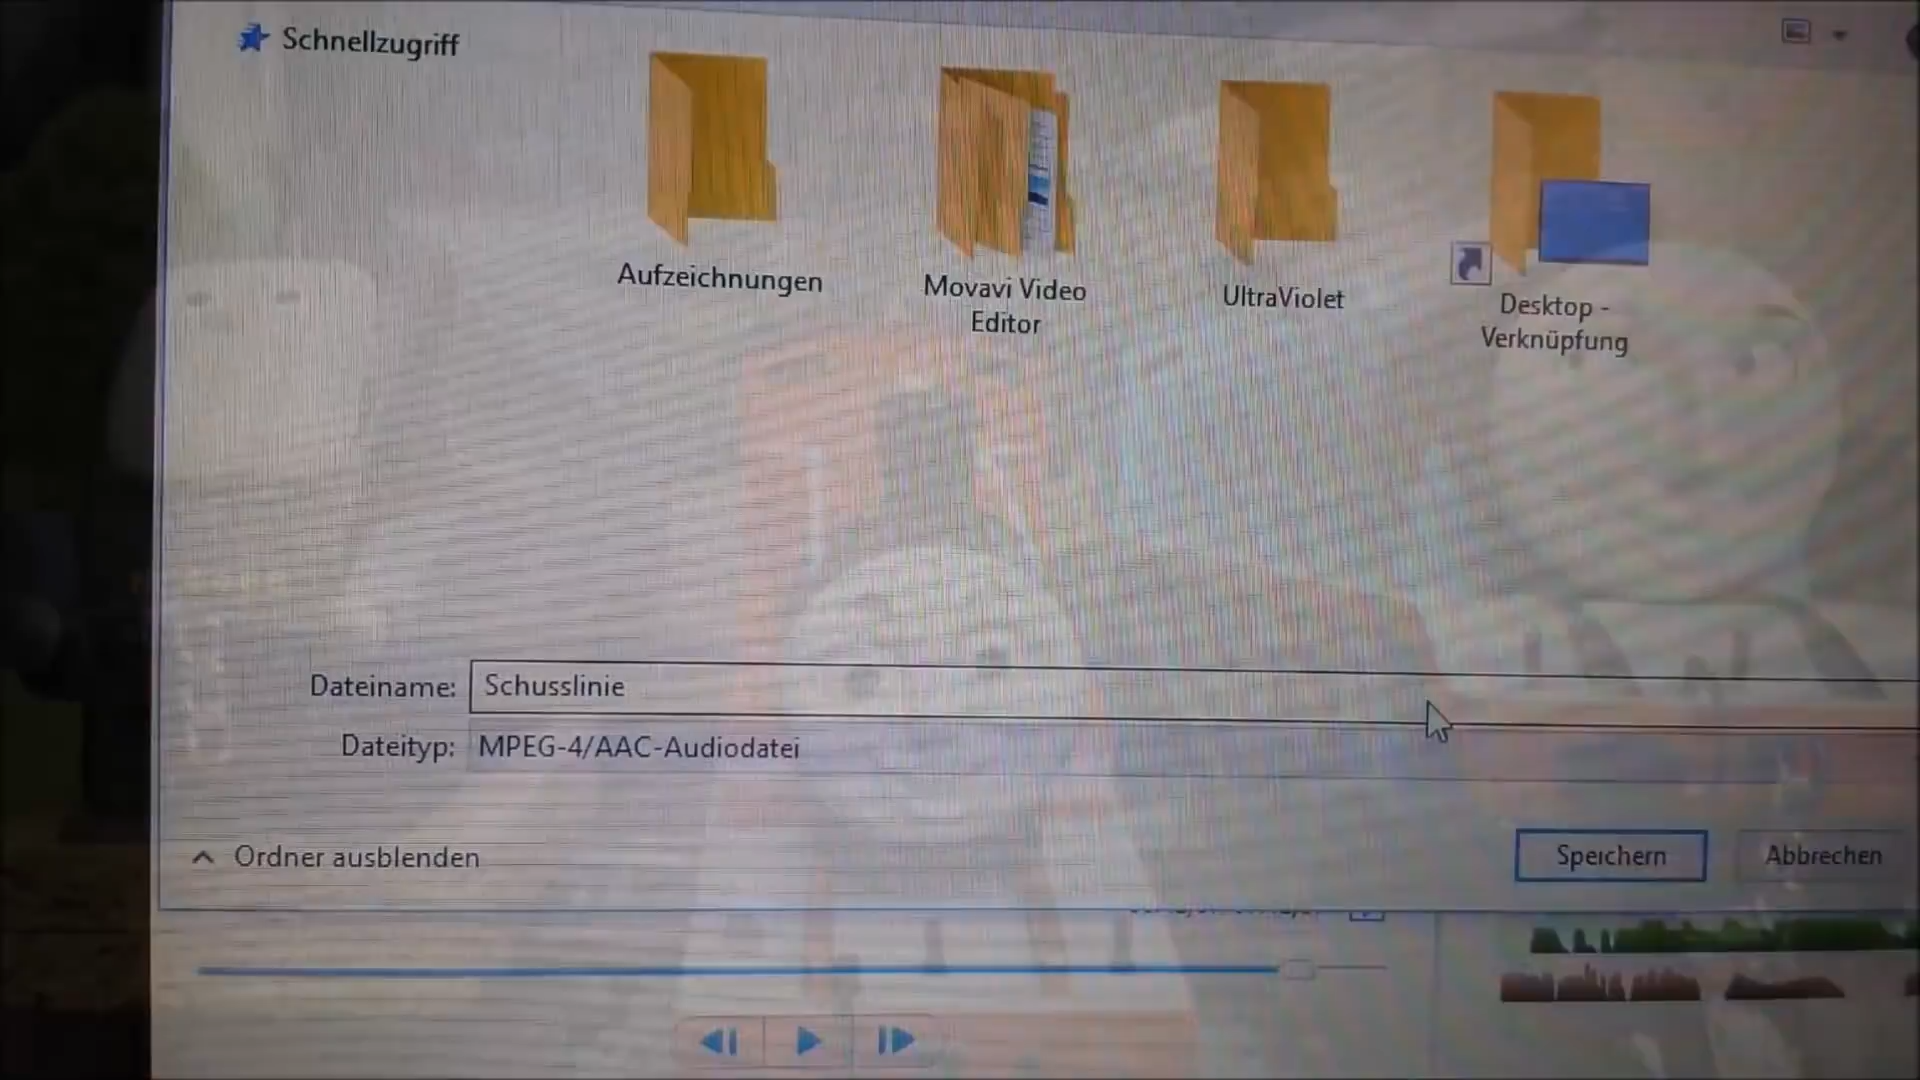 Schnellzugriff
Aufzeichnungen
Movavi Video
Editor
UltraViolet
Desktop -
Verknüpfung
Dateiname: Schusslinie
Dateityp: MPEG-4/AAC-Audiodatei
Ordner ausblenden
Speichern
Abbrechen